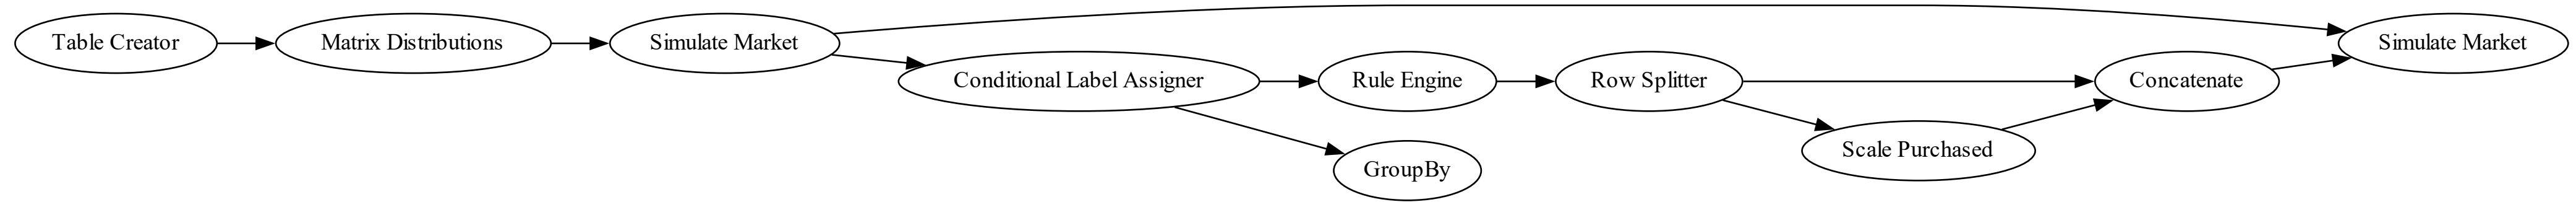 Table Creator
Matrix Distributions
Simulate Market
Conditional Label Assigner
Rule Engine
GroupBy
Row Splitter
Scale Purchased
Concatenate
Simulate Market